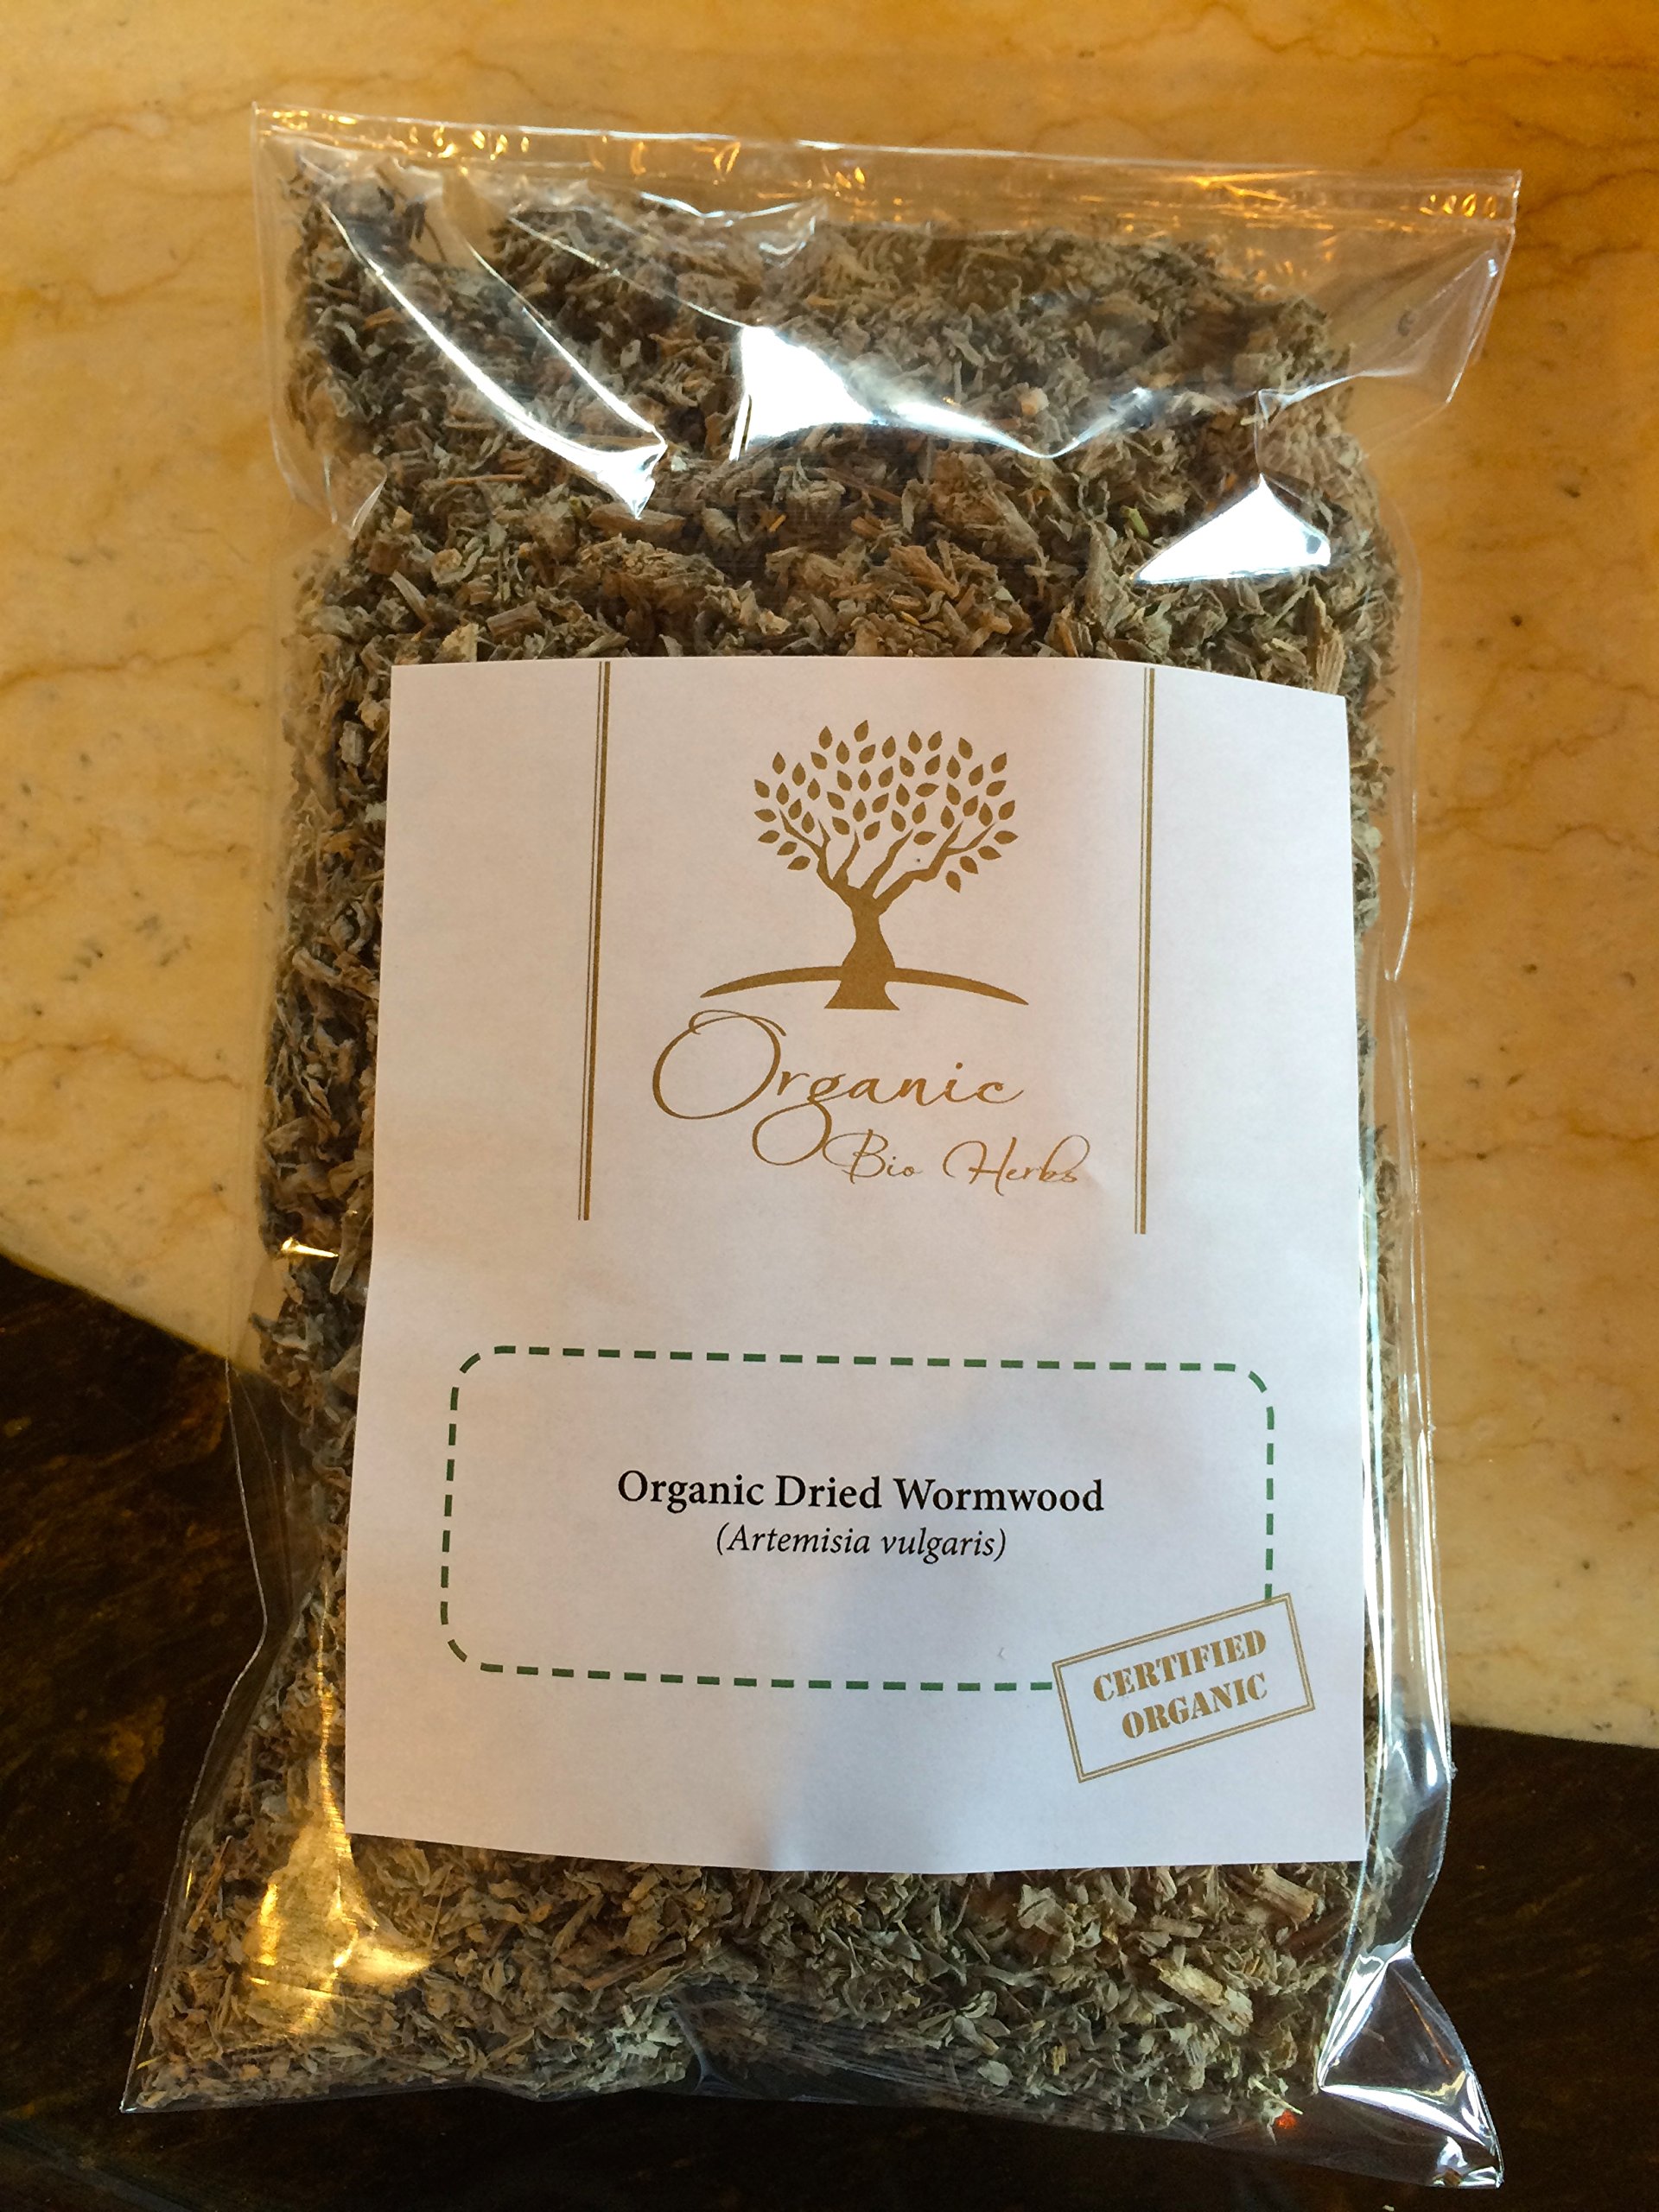 Organic
Bio Herbs
Organic Dried Wormwood
(Artemisia vulgaris)
CERTIFIED
ORGANIC